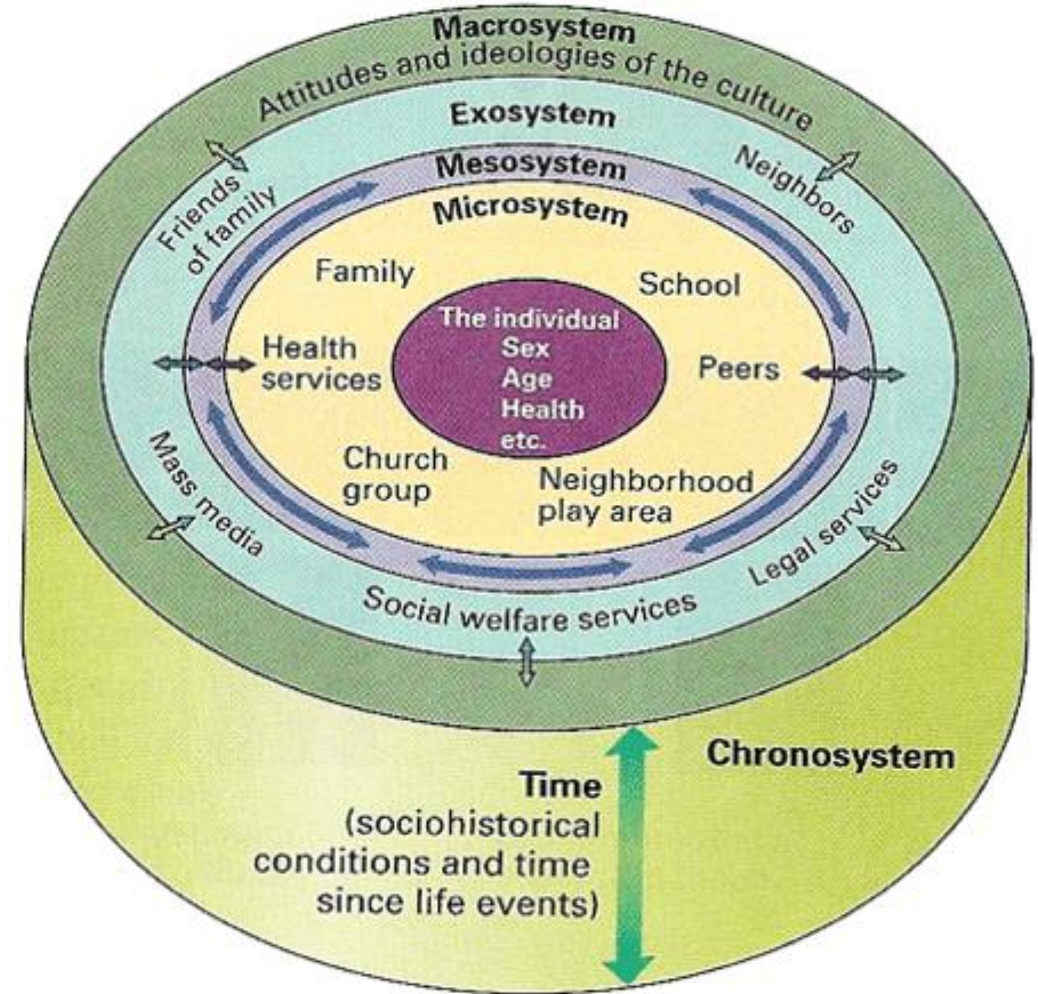 Macrosystem
Attitudes and ideologies of the culture
Exosystem
Mesosystem
Microsystem
Friends
of family
Neighbors
Family
School
The individual
Sex
Age
Health
etc.
Health
services
Peers
Church
group
Neighborhood
play area
Mass media
Legal services
Social welfare services
Chronosystem
Time
(sociohistorical
conditions and time
since life events)